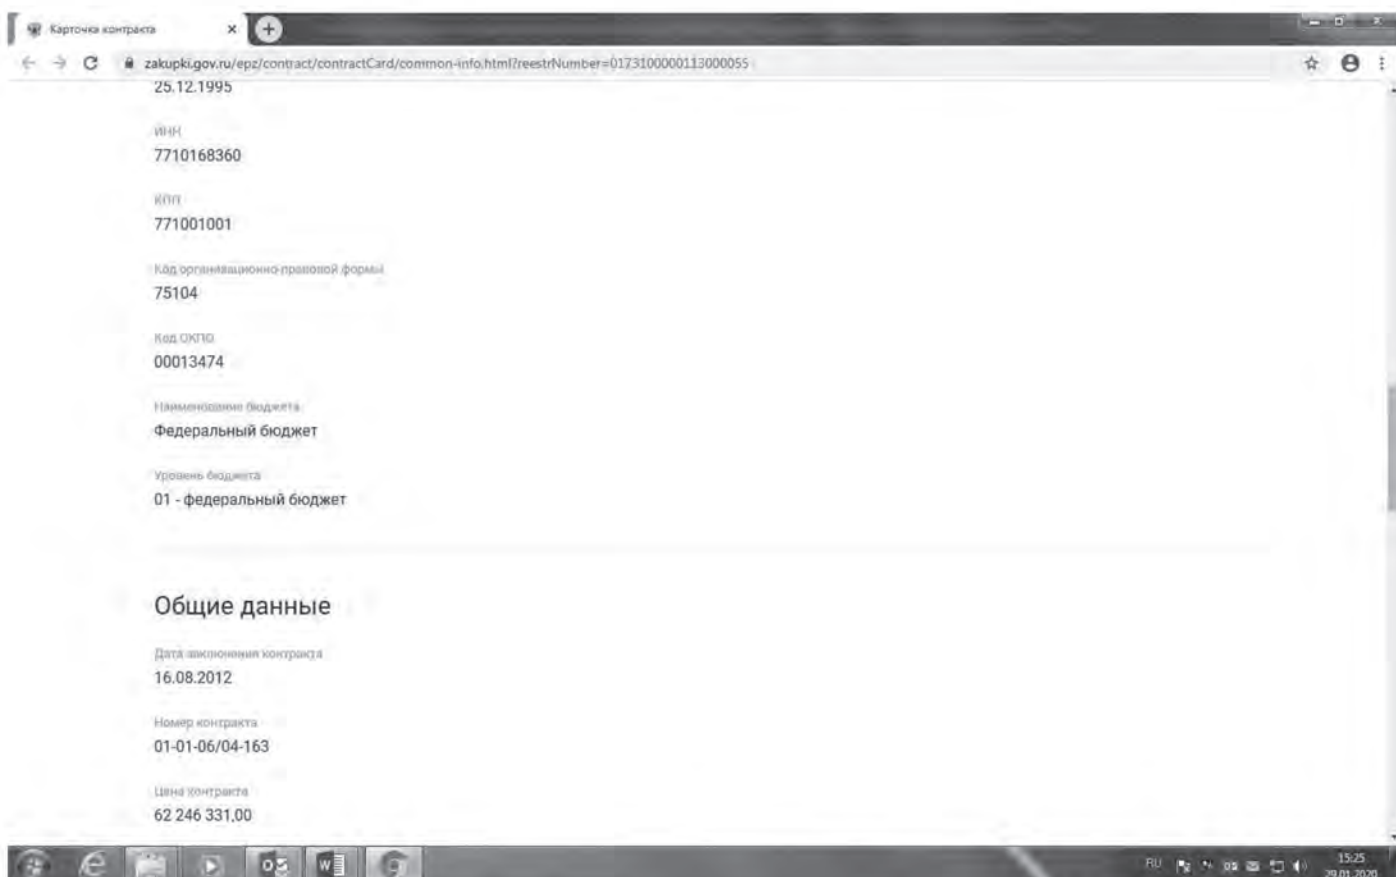 Карточка контракта
zakupki.gov.ru/epz/contract/contractCard/common-info.html?reestrNumber=0173100000113000055
25.12.1995
ИНН
7710168360
КПП
771001001
Код организационно-правовой формы
75104
Код ОКПО
00013474
Наименование бюджета
Федеральный бюджет
Уровень бюджета
01 - федеральный бюджет
Общие данные
Дата заключения контракта
16.08.2012
Номер контракта
01-01-06/04-163
Цена контракта
62 246 331,00
RU
15:25
29.01.2020